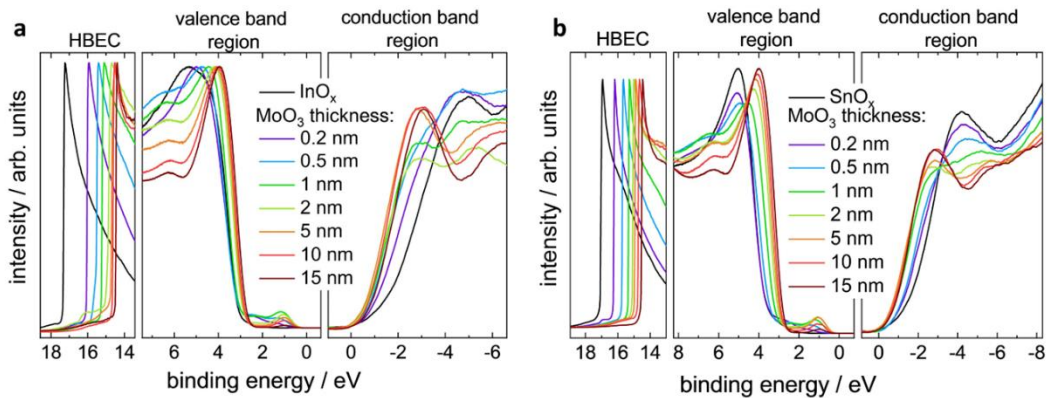 a
HBEC
valence band
region
conduction band
region
intensity / arb. units
InOₓ
MoO₃ thickness:
0.2 nm
0.5 nm
1 nm
2 nm
5 nm
10 nm
15 nm
18 16 14
6 4 2 0
-2 -4 -6
binding energy / eV
b
HBEC
valence band
region
conduction band
region
intensity / arb. units
SnOₓ
MoO₃ thickness:
0.2 nm
0.5 nm
1 nm
2 nm
5 nm
10 nm
15 nm
18 16 14
8 6 4 2 0
0 -2 -4 -6 -8
binding energy / eV